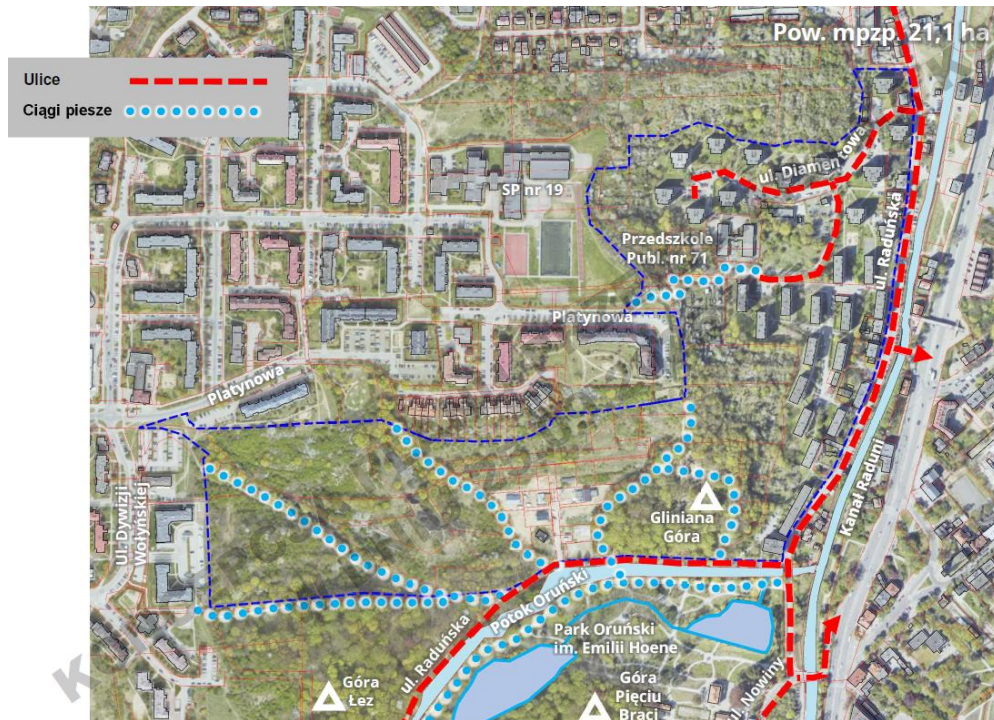 Pow. mpzp. 21,1 ha
Ulice
Ciągi piesze
ul. Diamentowa
SP nr 19
Przedszkole
Publ. nr 71
ul. Raduńska
Platynowa
Platynowa
Ul. Dywizji
Wołyńskiej
Gliniana
Góra
Kanał Raduni
Potok Oruński
ul. Raduńska
Park Oruński
im. Emilii Hoene
Góra
Łez
Góra
Pięciu
Braci
ul. Nowiny